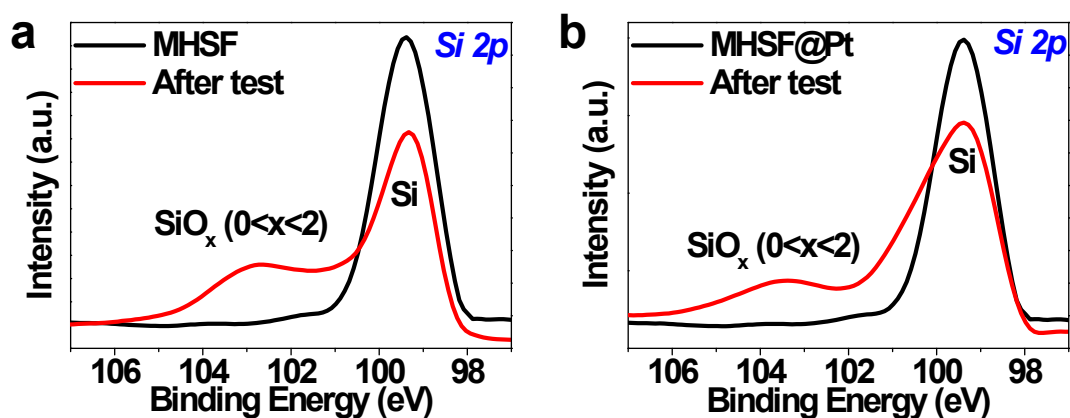 a
MHSF
After test
Si 2p
Si
SiOx (0<x<2)
Intensity (a.u.)
106 104 102 100 98
Binding Energy (eV)
b
MHSF@Pt
After test
Si 2p
Si
SiOx (0<x<2)
Intensity (a.u.)
106 104 102 100 98
Binding Energy (eV)